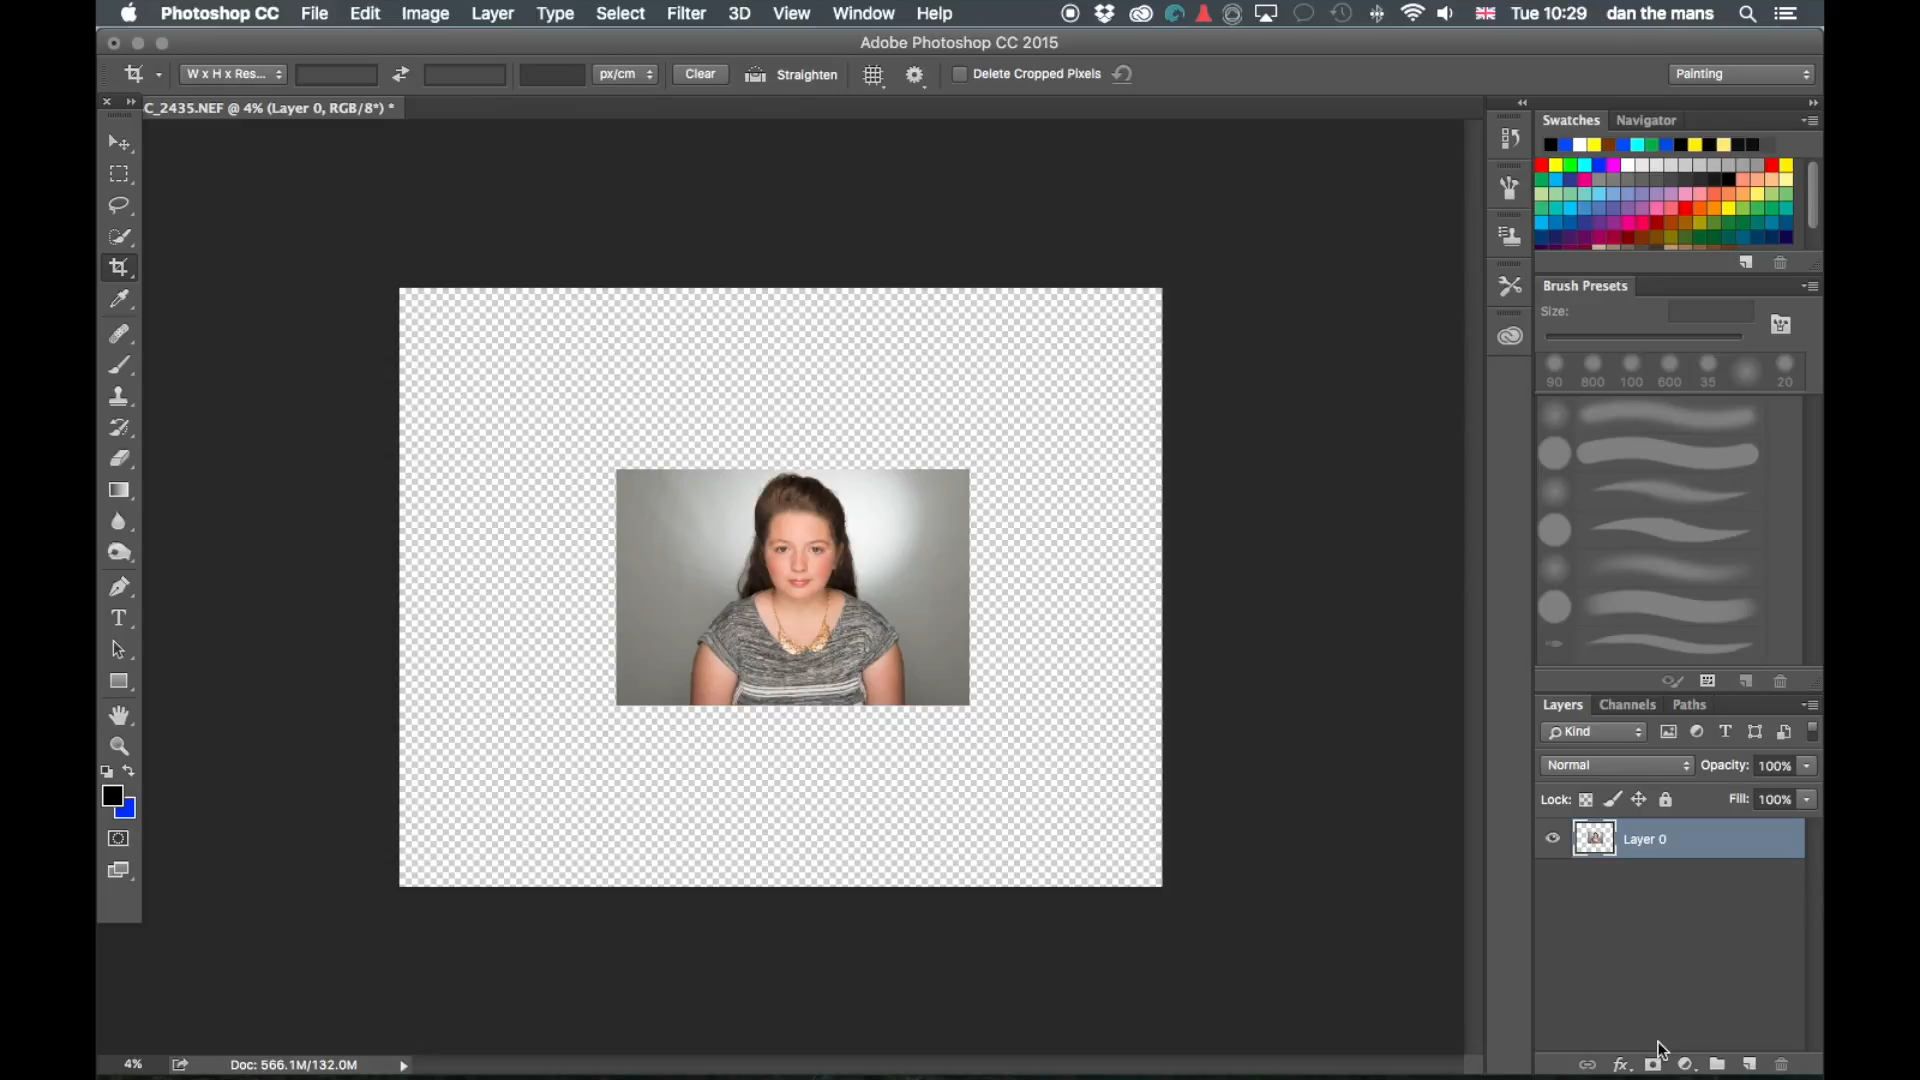 Photoshop CC File Edit Image Layer Type Select Filter 3D View Window Help Tue 10:29 dan the mans
Adobe Photoshop CC 2015
W x H x Res... px/cm Clear Straighten Delete Cropped Pixels Painting
C_2435.NEF @ 4% (Layer 0, RGB/8*) *
Swatches Navigator
Brush Presets
Size:
90 800 100 600 35 20
Layers Channels Paths
Kind
Normal Opacity: 100%
Lock: Fill: 100%
Layer 0
4% Doc: 566.1M/132.0M fx